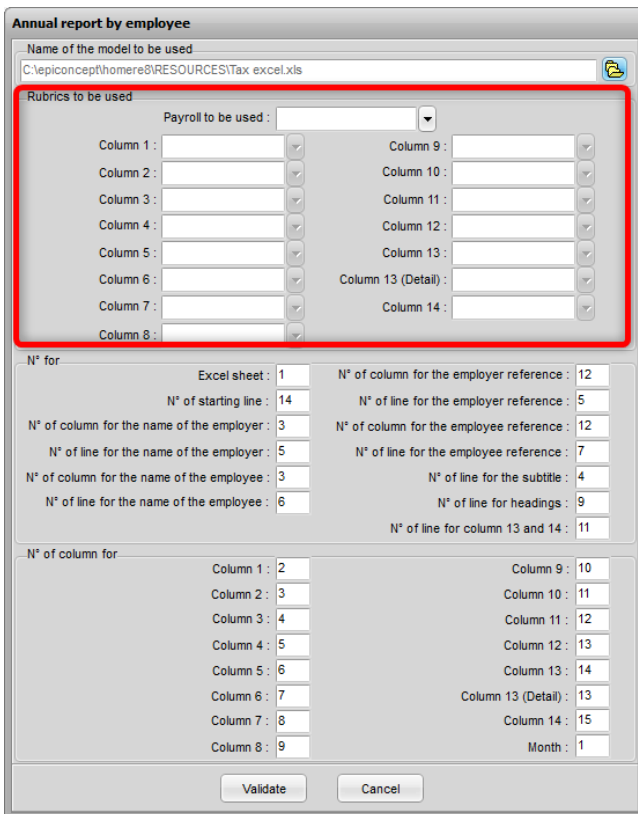 Annual report by employee
Name of the model to be used
C:\epiconcept\homere8\RESOURCES\Tax excel.xls
Rubrics to be used
Payroll to be used :
Column 1 : Column 9 :
Column 2 : Column 10 :
Column 3 : Column 11 :
Column 4 : Column 12 :
Column 5 : Column 13 :
Column 6 : Column 13 (Detail) :
Column 7 : Column 14 :
Column 8 :
N° for
Excel sheet : 1 N° of column for the employer reference : 12
N° of starting line : 14 N° of line for the employer reference : 5
N° of column for the name of the employer : 3 N° of column for the employee reference : 12
N° of line for the name of the employer : 5 N° of line for the employee reference : 7
N° of column for the name of the employee : 3 N° of line for the subtitle : 4
N° of line for the name of the employee : 6 N° of line for headings : 9
N° of line for column 13 and 14 : 11
N° of column for
Column 1 : 2 Column 9 : 10
Column 2 : 3 Column 10 : 11
Column 3 : 4 Column 11 : 12
Column 4 : 5 Column 12 : 13
Column 5 : 6 Column 13 : 14
Column 6 : 7 Column 13 (Detail) : 13
Column 7 : 8 Column 14 : 15
Column 8 : 9 Month : 1
Validate Cancel